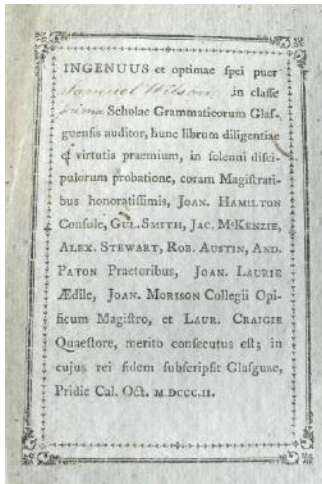 INGENUUS et optimae spei puer
Samuel Wilson in claſſe
prima Scholae Grammaticorum Glaſ-
guenſis auditor, hunc librum diligentiae
& virtutis praemium, in ſolenni diſci-
pulorum probatione, coram Magiſtrati-
bus honoratiſſimis, JOAN. HAMILTON
Conſule, GUL. SMITH, JAC. MᶜKENZIE,
ALEX. STEWART, ROB. AUSTIN, AND.
PATON Praetoribus, JOAN. LAURIE
Ædile, JOAN. MORISON Collegii Opi-
ficum Magiſtro, et LAUR. CRAIGIE
Quaeſtore, merito conſecutus eſt; in
cujus rei fidem ſubſcripſit Glaſguae,
Pridie Cal. Oct. M.DCCC.II.